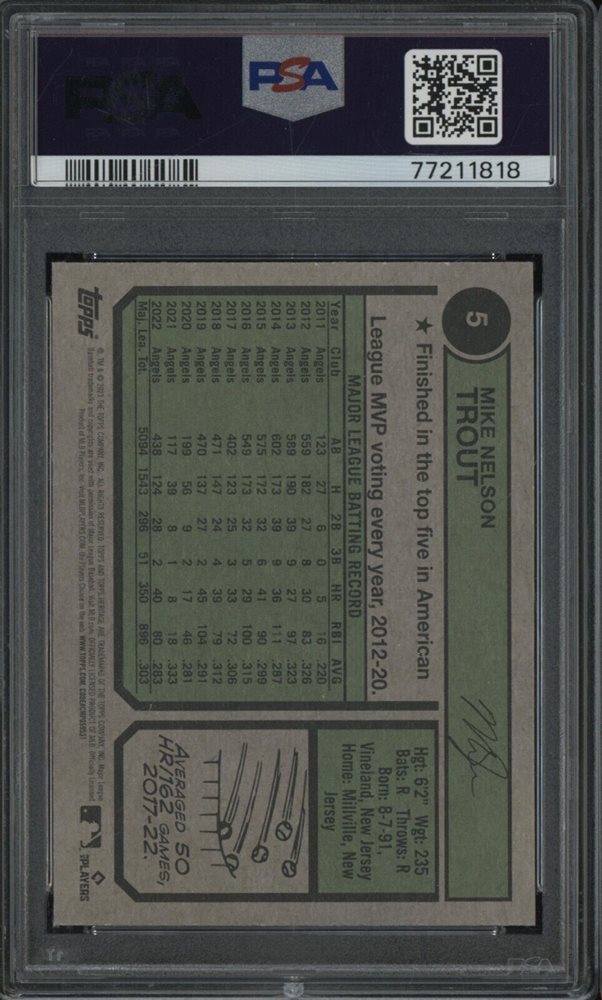 PSA
77211818
5
MIKE NELSON
TROUT
★ Finished in the top five in American
League MVP voting every year, 2012-20.
MAJOR LEAGUE BATTING RECORD
Year Club AB H 2B 3B HR RBI AVG
2011 Angels 123 27 6 0 5 16 .220
2012 Angels 559 182 27 8 30 83 .326
2013 Angels 589 190 39 9 27 97 .323
2014 Angels 602 173 39 9 36 111 .287
2015 Angels 575 172 32 6 41 90 .299
2016 Angels 549 173 32 5 29 100 .315
2017 Angels 402 123 25 3 33 72 .306
2018 Angels 471 147 24 4 39 79 .312
2019 Angels 470 137 27 2 45 104 .291
2020 Angels 199 56 9 2 17 46 .281
2021 Angels 117 39 8 1 8 18 .333
2022 Angels 438 124 28 2 40 80 .283
Maj. Lea. Tot. 5094 1543 296 51 350 896 .303
Hgt: 6'2" Wgt: 235
Bats: R Throws: R
Born: 8-7-91,
Vineland, New Jersey
Home: Millville, New
Jersey
AVERAGED 50
HR/162 GAMES,
2017-22.
topps
PLAYERS
PSA